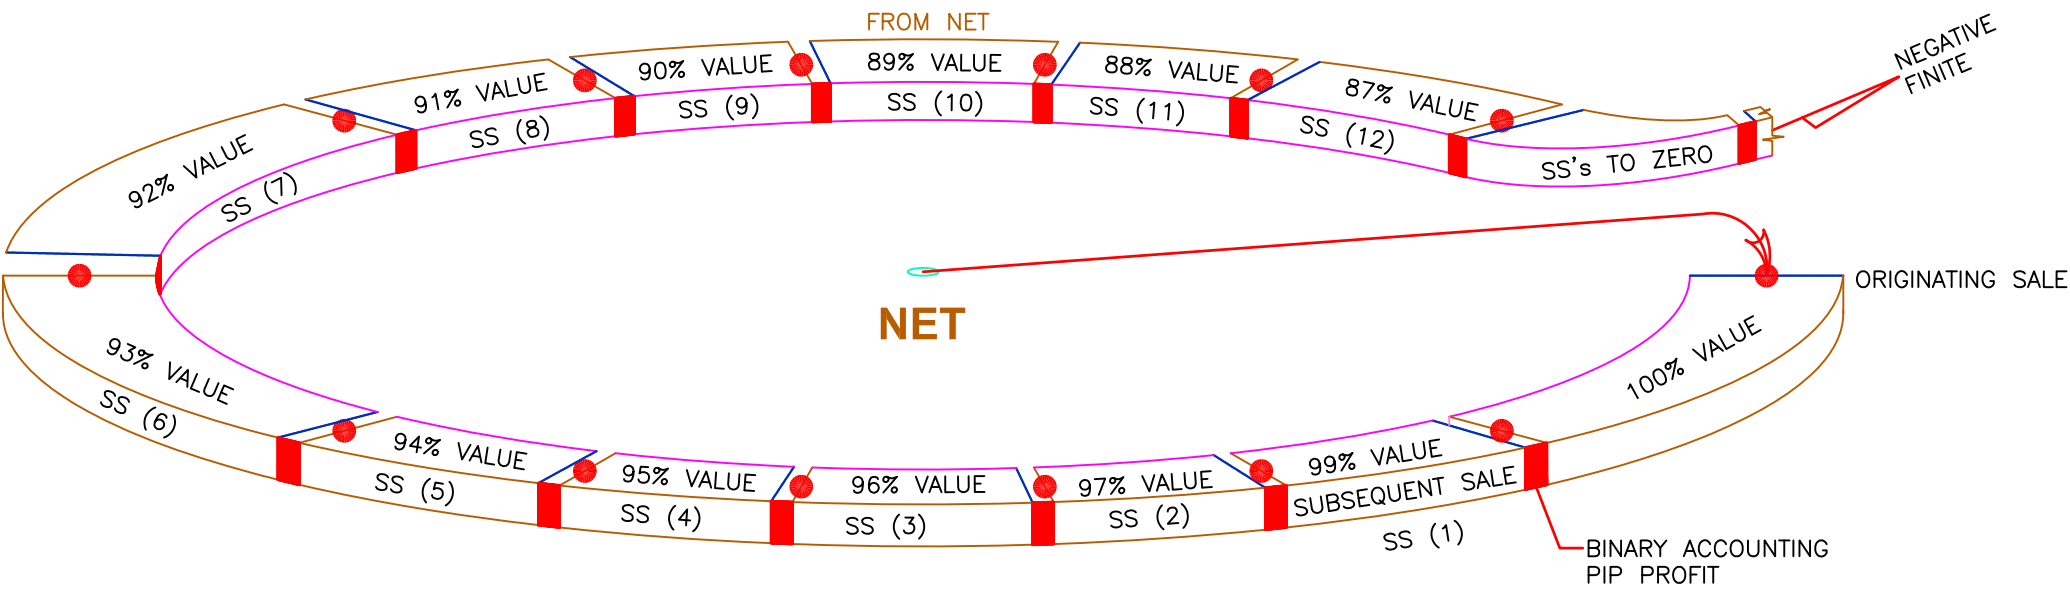 FROM NET
NEGATIVE
FINITE
92% VALUE
91% VALUE
90% VALUE
89% VALUE
88% VALUE
87% VALUE
SS (7)
SS (8)
SS (9)
SS (10)
SS (11)
SS (12)
SS's TO ZERO
NET
ORIGINATING SALE
93% VALUE
94% VALUE
95% VALUE
96% VALUE
97% VALUE
99% VALUE
100% VALUE
SS (6)
SS (5)
SS (4)
SS (3)
SS (2)
SUBSEQUENT SALE
SS (1)
BINARY ACCOUNTING
PIP PROFIT